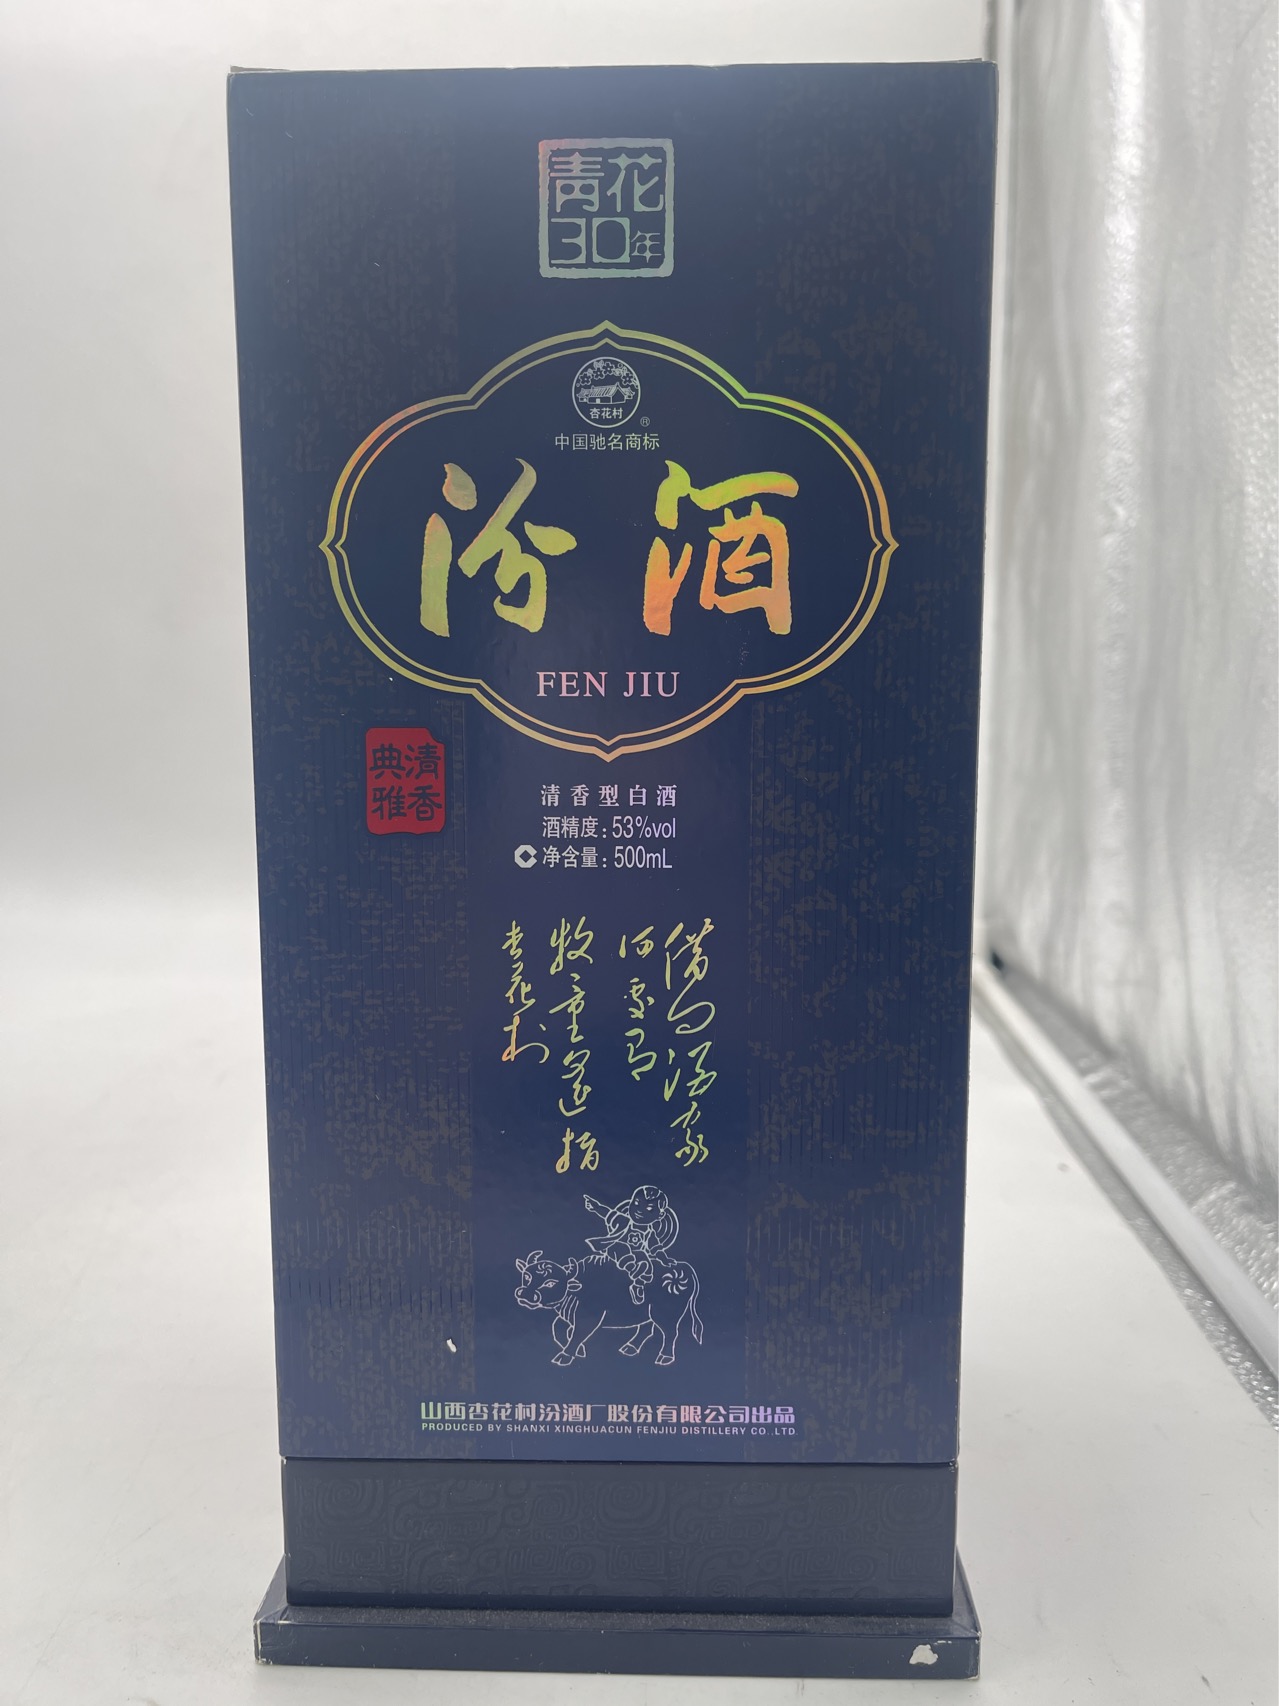 青花
30年
杏花村
®
中国驰名商标
汾酒
FEN JIU
清香
典雅
清香型白酒
酒精度:53%vol
净含量:500mL
借问酒家
何处有
牧童遥指
杏花村
山西杏花村汾酒厂股份有限公司出品
PRODUCED BY SHANXI XINGHUACUN FENJIU DISTILLERY CO.,LTD.